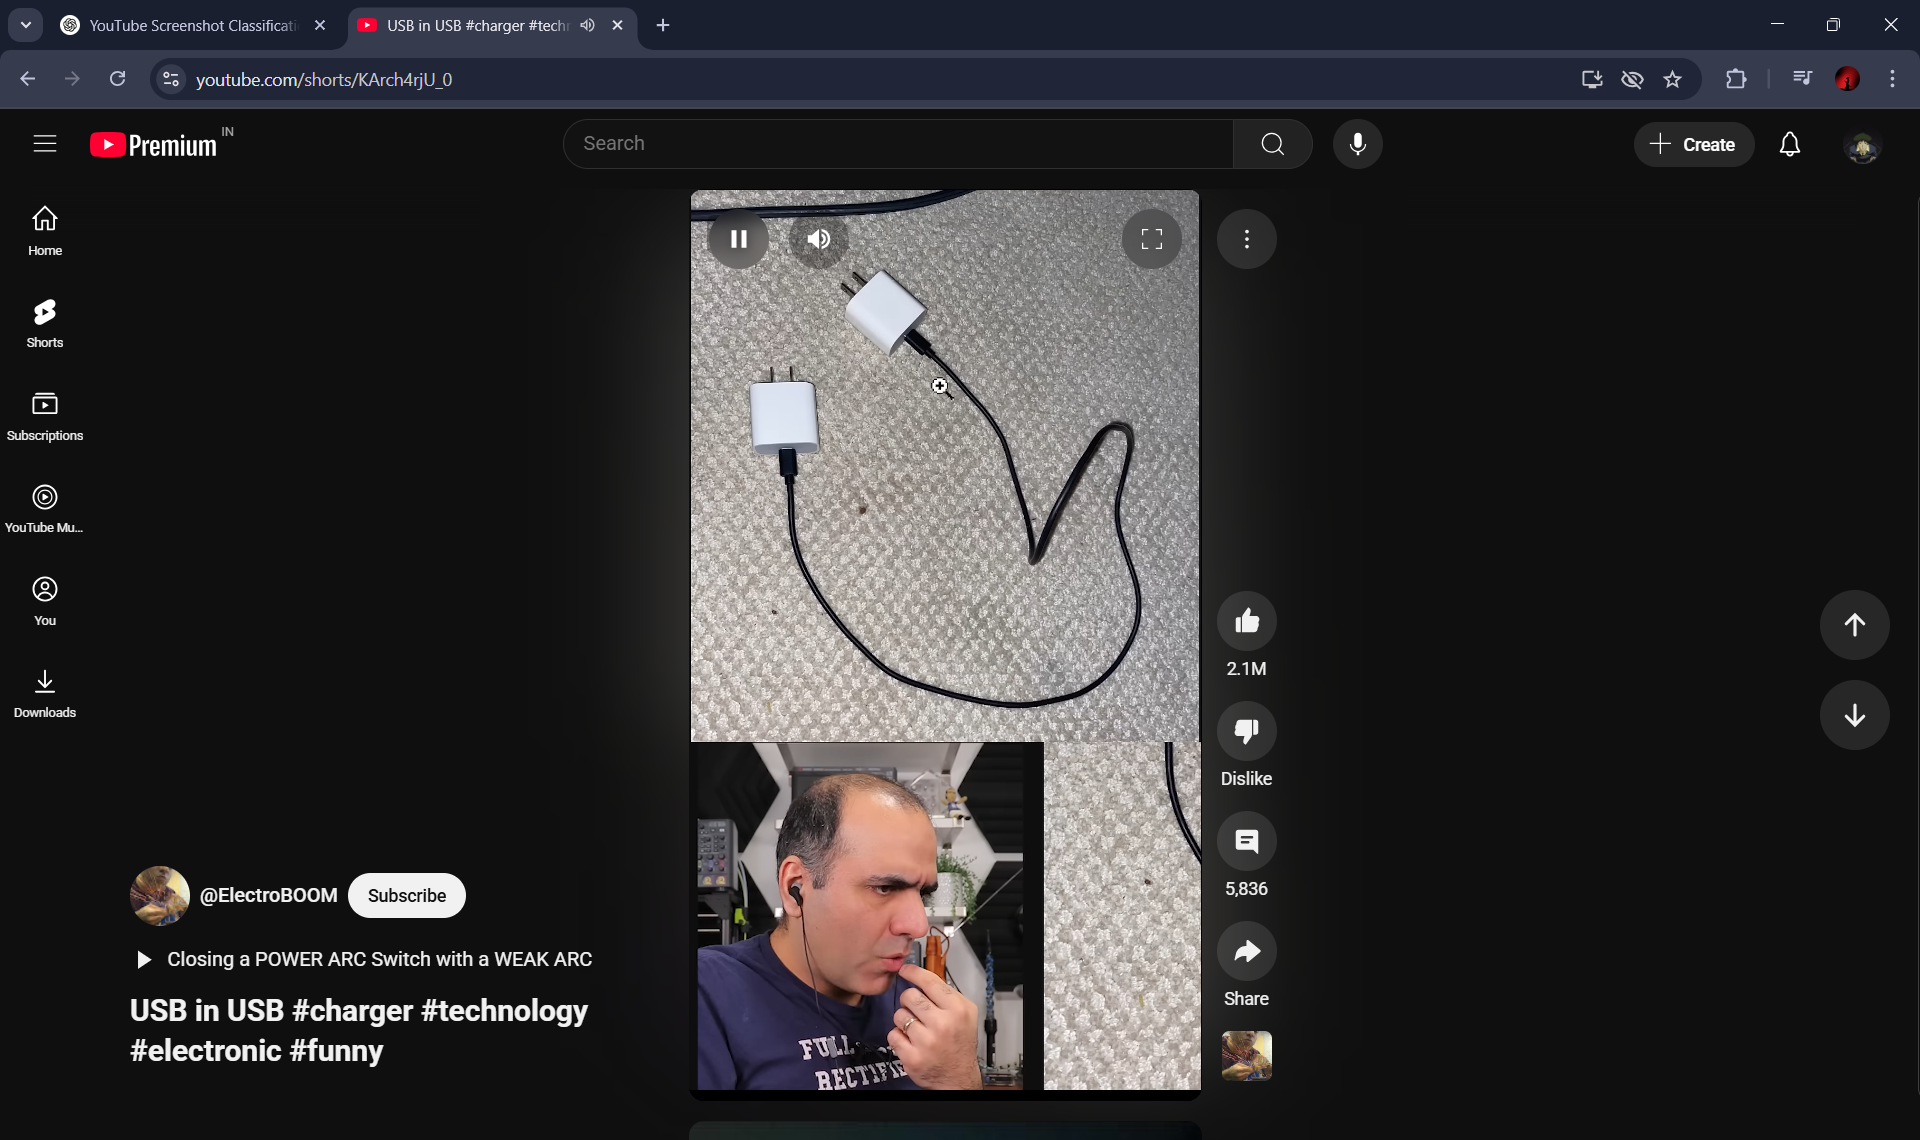 YouTube Screenshot Classificati
USB in USB #charger #techn
youtube.com/shorts/KArch4rjU_0
Premium IN
Search
Create
Home
Shorts
Subscriptions
YouTube Mu...
You
Downloads
2.1M
Dislike
5,836
Share
@ElectroBOOM
Subscribe
Closing a POWER ARC Switch with a WEAK ARC
USB in USB #charger #technology
#electronic #funny
FULL